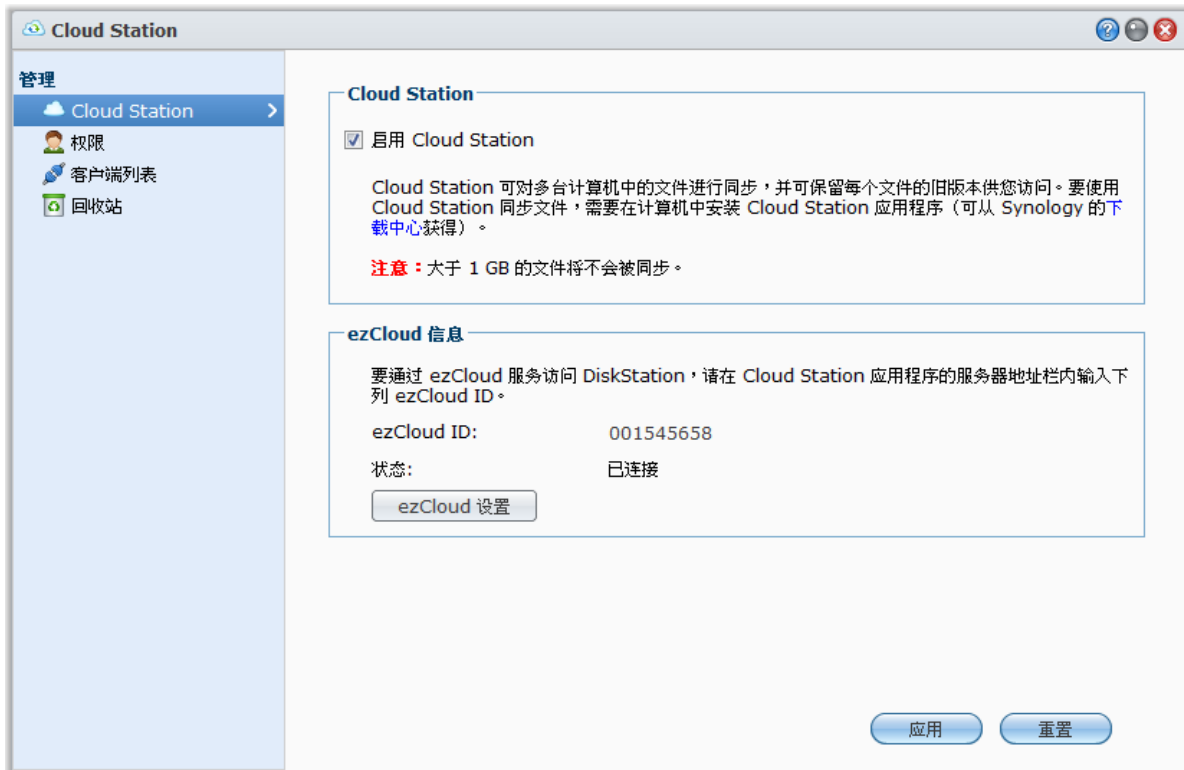 Cloud Station
管理
Cloud Station
权限
客户端列表
回收站
Cloud Station
启用 Cloud Station
Cloud Station 可对多台计算机中的文件进行同步，并可保留每个文件的旧版本供您访问。要使用
Cloud Station 同步文件，需要在计算机中安装 Cloud Station 应用程序（可从 Synology 的下
载中心获得）。
注意：大于 1 GB 的文件将不会被同步。
ezCloud 信息
要通过 ezCloud 服务访问 DiskStation，请在 Cloud Station 应用程序的服务器地址栏内输入下
列 ezCloud ID。
ezCloud ID: 001545658
状态: 已连接
ezCloud 设置
应用 重置